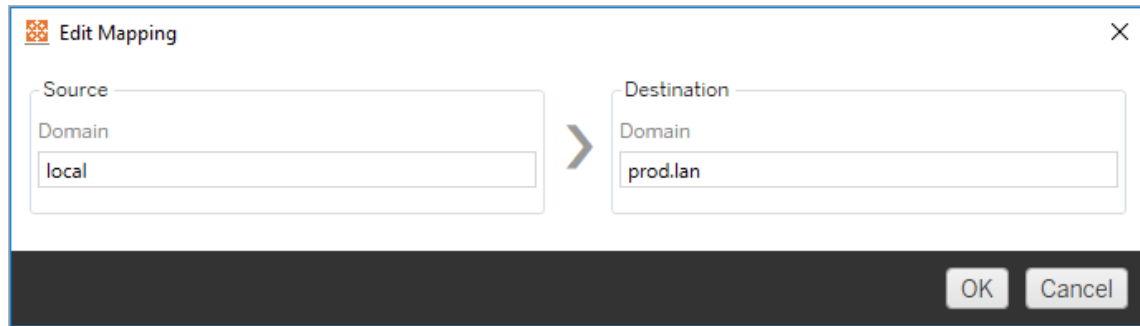 Edit Mapping
Source
Domain
local
Destination
Domain
prod.lan
OK
Cancel